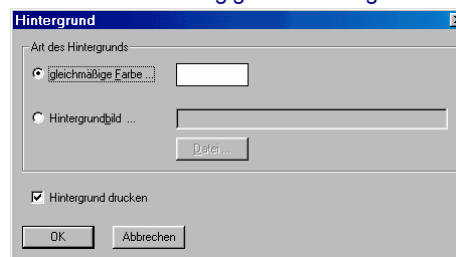 Hintergrund
Art des Hintergrunds
gleichmäßige Farbe ...
Hintergrundbild ...
Datei ...
Hintergrund drucken
OK Abbrechen